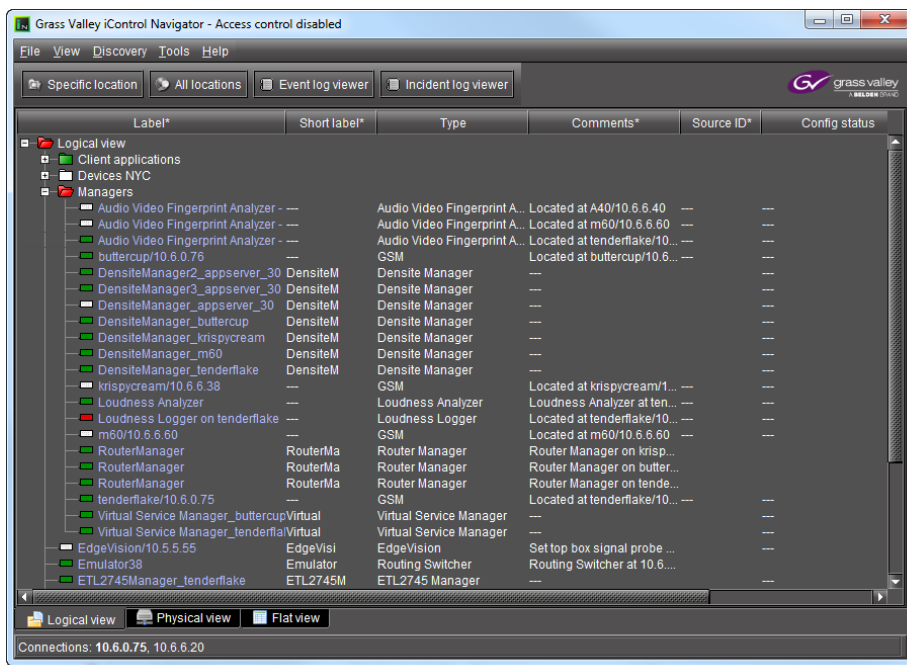 Grass Valley iControl Navigator - Access control disabled
File View Discovery Tools Help
Specific location All locations Event log viewer Incident log viewer grass valley
A BELDEN BRAND
Label* Short label* Type Comments* Source ID* Config status
Logical view
Client applications
Devices NYC
Managers
Audio Video Fingerprint Analyzer - --- Audio Video Fingerprint A... Located at A40/10.6.6.40 --- ---
Audio Video Fingerprint Analyzer - --- Audio Video Fingerprint A... Located at m60/10.6.6.60 --- ---
Audio Video Fingerprint Analyzer - --- Audio Video Fingerprint A... Located at tenderflake/10... --- ---
buttercup/10.6.0.76 --- GSM Located at buttercup/10.6... --- ---
DensiteManager2_appserver_30 DensiteM Densite Manager --- ---
DensiteManager3_appserver_30 DensiteM Densite Manager --- ---
DensiteManager_appserver_30 DensiteM Densite Manager --- ---
DensiteManager_buttercup DensiteM Densite Manager --- ---
DensiteManager_krispycream DensiteM Densite Manager --- ---
DensiteManager_m60 DensiteM Densite Manager --- ---
DensiteManager_tenderflake DensiteM Densite Manager --- ---
krispycream/10.6.6.38 --- GSM Located at krispycream/1... --- ---
Loudness Analyzer --- Loudness Analyzer Loudness Analyzer at ten... --- ---
Loudness Logger on tenderflake --- Loudness Logger Located at tenderflake/10... --- ---
m60/10.6.6.60 --- GSM Located at m60/10.6.6.60 --- ---
RouterManager RouterMa Router Manager Router Manager on krisp...
RouterManager RouterMa Router Manager Router Manager on butter...
RouterManager RouterMa Router Manager Router Manager on tende...
tenderflake/10.6.0.75 --- GSM Located at tenderflake/10... --- ---
Virtual Service Manager_buttercup Virtual Virtual Service Manager --- ---
Virtual Service Manager_tenderfla Virtual Virtual Service Manager --- ---
EdgeVision/10.5.5.55 EdgeVisi EdgeVision Set top box signal probe ... ---
Emulator38 Emulator Routing Switcher Routing Switcher at 10.6....
ETL2745Manager_tenderflake ETL2745M ETL2745 Manager --- ---
Logical view Physical view Flat view
Connections: 10.6.0.75, 10.6.6.20